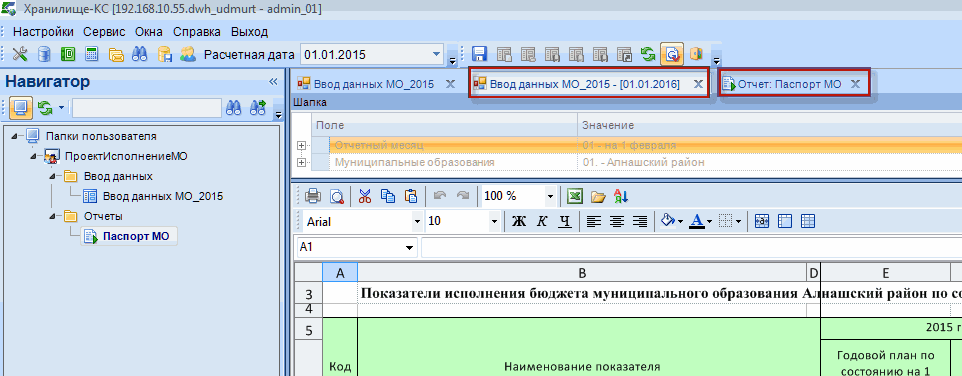 Хранилище-КС [192.168.10.55.dwh_udmurt - admin_01]
Настройки Сервис Окна Справка Выход
Расчетная дата 01.01.2015
Навигатор
Папки пользователя
ПроектИсполнениеМО
Ввод данных
Ввод данных МО_2015
Отчеты
Паспорт МО
Ввод данных МО_2015 Ввод данных МО_2015 - [01.01.2016] Отчет: Паспорт МО
Шапка
Поле Значение
Отчетный месяц 01 - на 1 февраля
Муниципальные образования 01. - Алнашский район
100 %
Arial 10 Ж К Ч
A1
A B D E
3 Показатели исполнения бюджета муниципального образования Алнашский район по со
4
5 2015 г
Код Наименование показателя Годовой план по
состоянию на 1